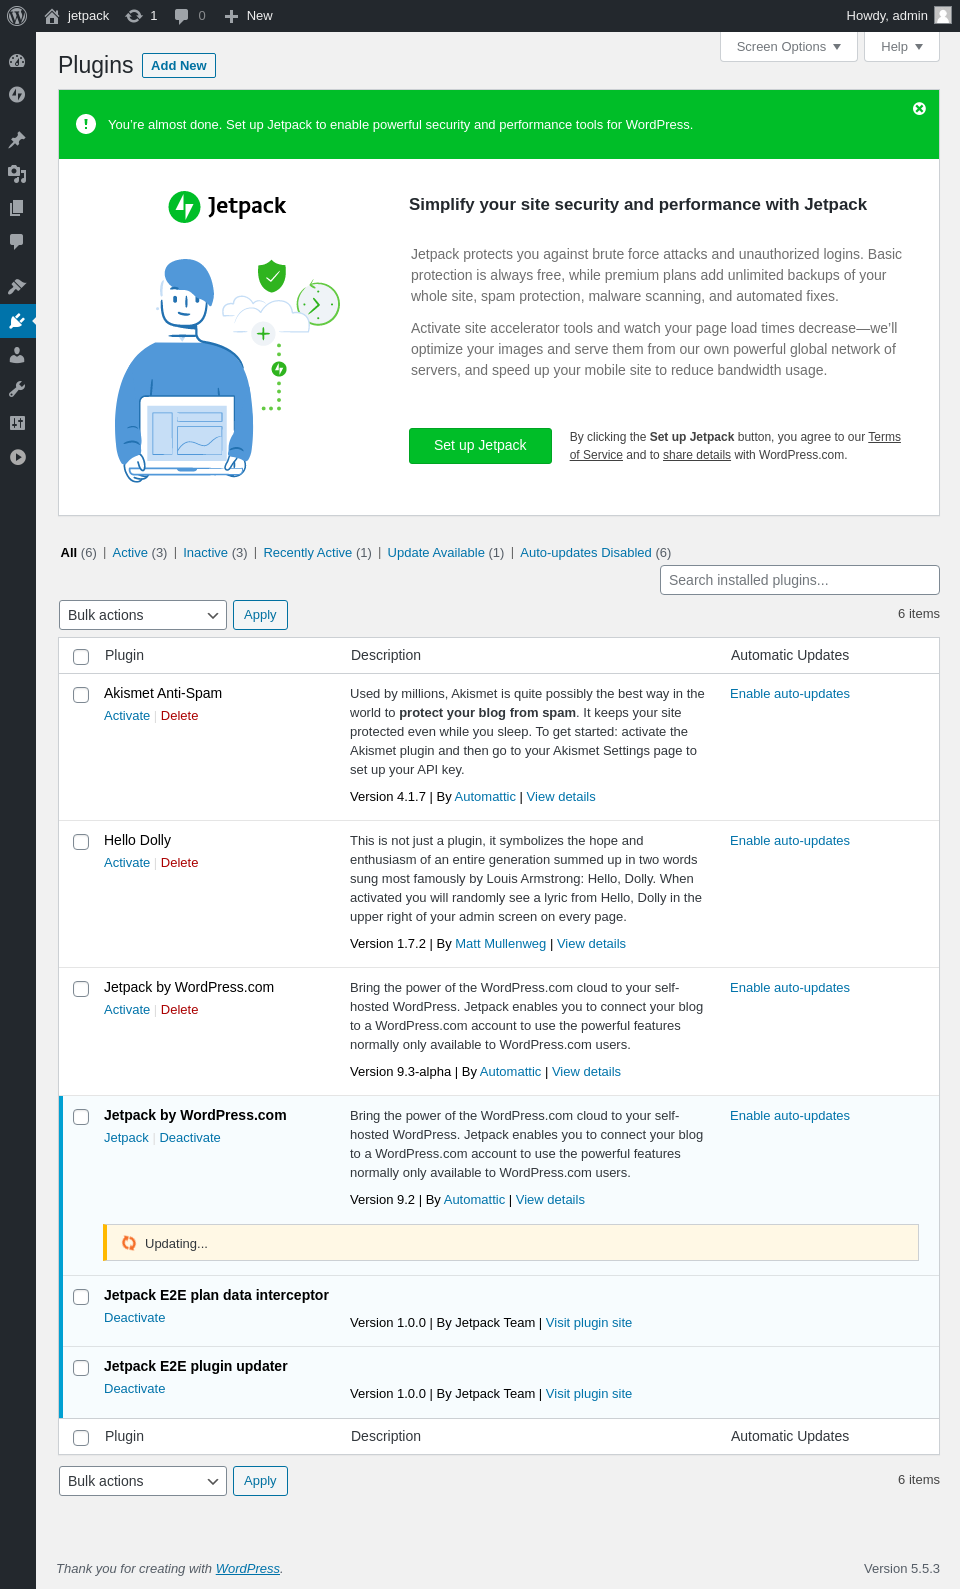 jetpack 1 0 New Howdy, admin
Screen Options Help
Plugins Add New
You're almost done. Set up Jetpack to enable powerful security and performance tools for WordPress.
Jetpack
Simplify your site security and performance with Jetpack
Jetpack protects you against brute force attacks and unauthorized logins. Basic
protection is always free, while premium plans add unlimited backups of your
whole site, spam protection, malware scanning, and automated fixes.
Activate site accelerator tools and watch your page load times decrease—we'll
optimize your images and serve them from our own powerful global network of
servers, and speed up your mobile site to reduce bandwidth usage.
Set up Jetpack
By clicking the Set up Jetpack button, you agree to our Terms
of Service and to share details with WordPress.com.
All (6) | Active (3) | Inactive (3) | Recently Active (1) | Update Available (1) | Auto-updates Disabled (6)
Search installed plugins...
Bulk actions Apply 6 items
Plugin Description Automatic Updates
Akismet Anti-Spam
Activate | Delete
Used by millions, Akismet is quite possibly the best way in the
world to protect your blog from spam. It keeps your site
protected even while you sleep. To get started: activate the
Akismet plugin and then go to your Akismet Settings page to
set up your API key.
Version 4.1.7 | By Automattic | View details
Enable auto-updates
Hello Dolly
Activate | Delete
This is not just a plugin, it symbolizes the hope and
enthusiasm of an entire generation summed up in two words
sung most famously by Louis Armstrong: Hello, Dolly. When
activated you will randomly see a lyric from Hello, Dolly in the
upper right of your admin screen on every page.
Version 1.7.2 | By Matt Mullenweg | View details
Enable auto-updates
Jetpack by WordPress.com
Activate | Delete
Bring the power of the WordPress.com cloud to your self-
hosted WordPress. Jetpack enables you to connect your blog
to a WordPress.com account to use the powerful features
normally only available to WordPress.com users.
Version 9.3-alpha | By Automattic | View details
Enable auto-updates
Jetpack by WordPress.com
Jetpack | Deactivate
Bring the power of the WordPress.com cloud to your self-
hosted WordPress. Jetpack enables you to connect your blog
to a WordPress.com account to use the powerful features
normally only available to WordPress.com users.
Version 9.2 | By Automattic | View details
Enable auto-updates
Updating...
Jetpack E2E plan data interceptor
Deactivate
Version 1.0.0 | By Jetpack Team | Visit plugin site
Jetpack E2E plugin updater
Deactivate
Version 1.0.0 | By Jetpack Team | Visit plugin site
Plugin Description Automatic Updates
Bulk actions Apply 6 items
Thank you for creating with WordPress. Version 5.5.3